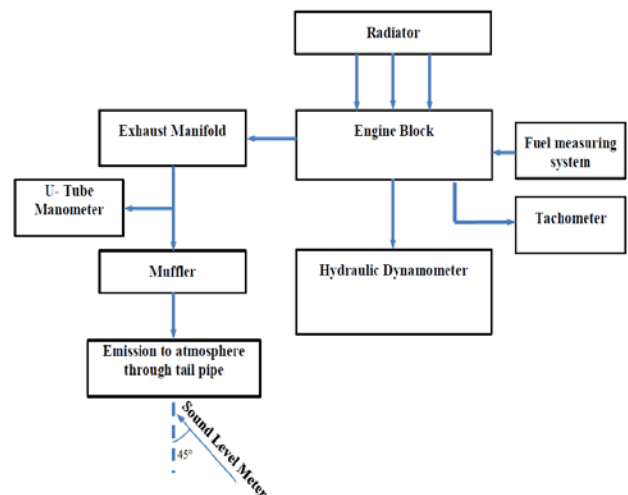 Radiator
Exhaust Manifold
Engine Block
Fuel measuring
system
U- Tube
Manometer
Tachometer
Muffler
Hydraulic Dynamometer
Emission to atmosphere
through tail pipe
Sound Level Meter
45°